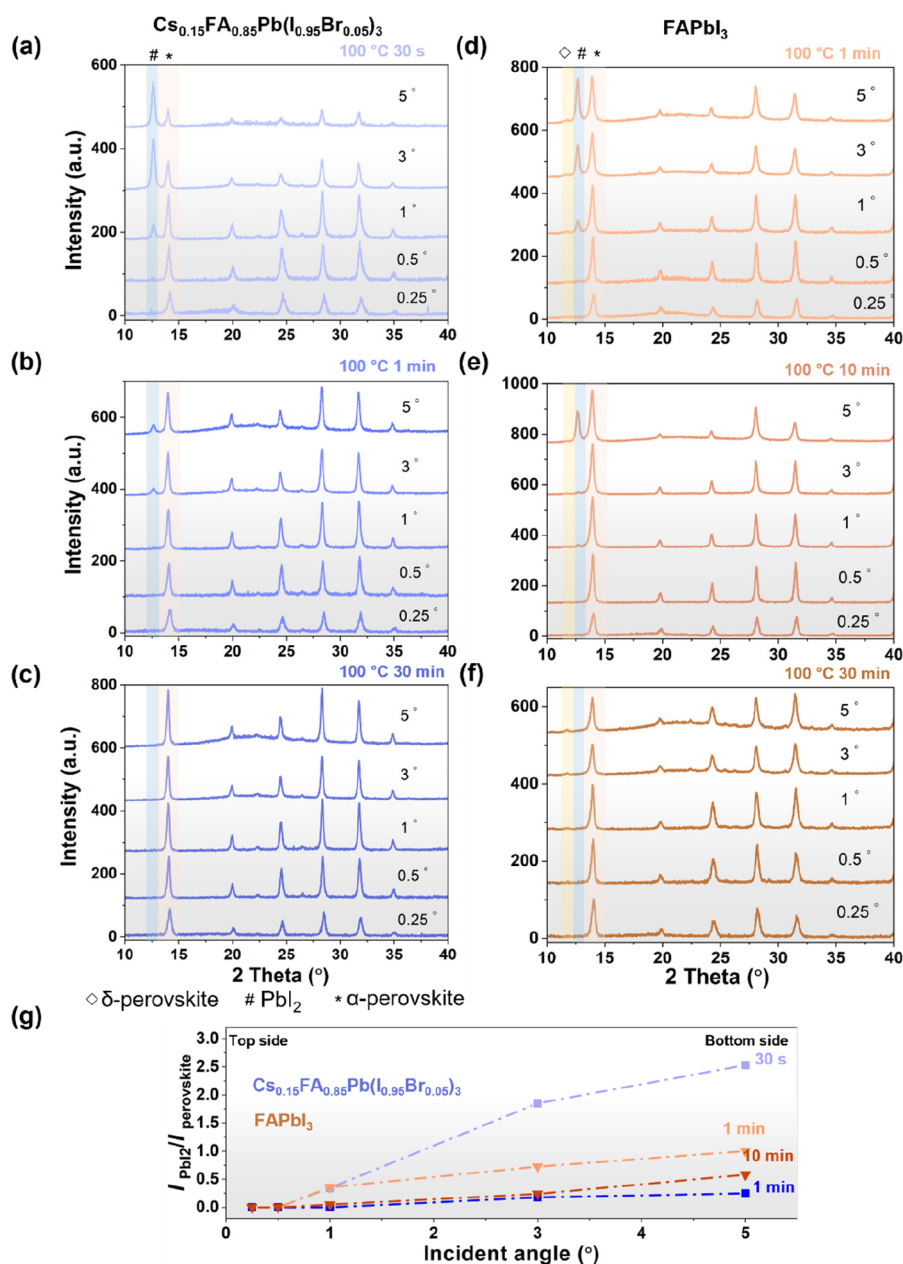 Cs0.15FA0.85Pb(I0.95Br0.05)3
FAPbI3
(a)
100 °C 30 s
# *
600
400
200
0
Intensity (a.u.)
5 °
3 °
1 °
0.5 °
0.25 °
10 15 20 25 30 35 40
(d)
100 °C 1 min
◇ # *
800
600
400
200
0
Intensity (a.u.)
5 °
3 °
1 °
0.5 °
0.25 °
10 15 20 25 30 35 40
(b)
100 °C 1 min
600
400
200
0
Intensity (a.u.)
5 °
3 °
1 °
0.5 °
0.25 °
10 15 20 25 30 35 40
(e)
100 °C 10 min
1000
800
600
400
200
0
Intensity (a.u.)
5 °
3 °
1 °
0.5 °
0.25 °
10 15 20 25 30 35 40
(c)
100 °C 30 min
800
600
400
200
0
Intensity (a.u.)
5 °
3 °
1 °
0.5 °
0.25 °
10 15 20 25 30 35 40
2 Theta (°)
(f)
100 °C 30 min
600
400
200
0
Intensity (a.u.)
5 °
3 °
1 °
0.5 °
0.25 °
10 15 20 25 30 35 40
2 Theta (°)
◇ δ-perovskite # PbI2 * α-perovskite
(g)
3.0
2.5
2.0
1.5
1.0
0.5
0.0
I PbI2/I perovskite
Top side
Bottom side
Cs0.15FA0.85Pb(I0.95Br0.05)3
FAPbI3
30 s
1 min
10 min
1 min
0 1 2 3 4 5
Incident angle (°)